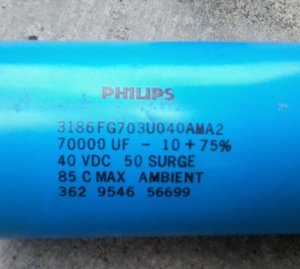 PHILIPS
3186FG703U040AMA2
70000 UF - 10 + 75%
40 VDC 50 SURGE
85 C MAX AMBIENT
362 9546 56699